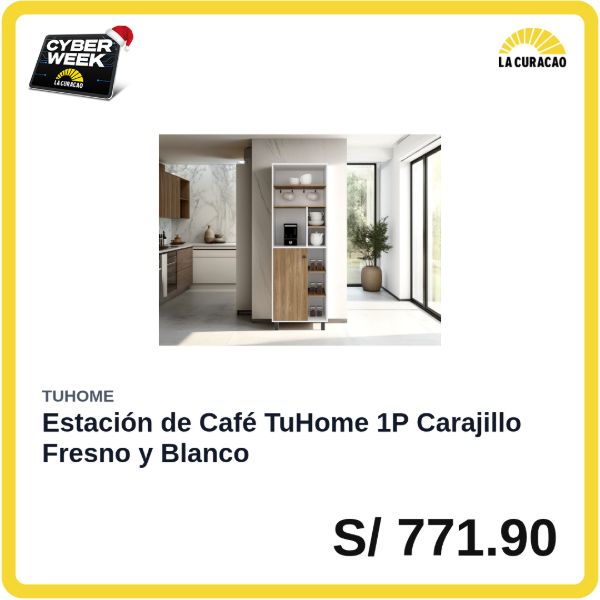 CYBER
WEEK
LA CURACAO
LA CURACAO
TUHOME
Estación de Café TuHome 1P Carajillo
Fresno y Blanco
S/ 771.90